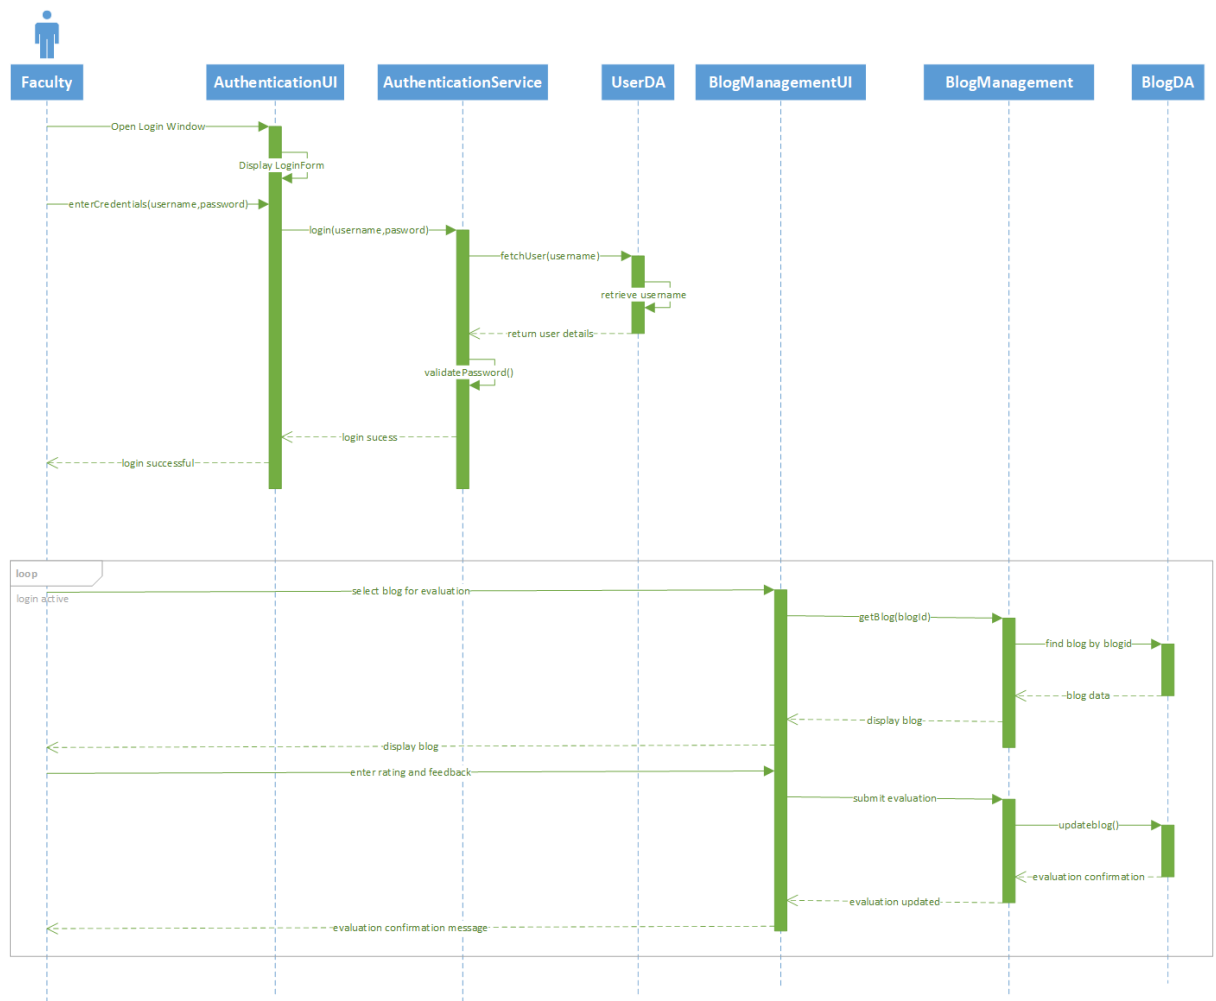 Faculty
AuthenticationUI
AuthenticationService
UserDA
BlogManagementUI
BlogManagement
BlogDA
Open Login Window
Display LoginForm
enterCredentials(username,password)
login(username,pasword)
fetchUser(username)
retrieve username
return user details
validatePassword()
login sucess
login successful
loop
login active
select blog for evaluation
getBlog(blogId)
find blog by blogid
blog data
display blog
display blog
enter rating and feedback
submit evaluation
updateblog()
evaluation confirmation
evaluation updated
evaluation confirmation message